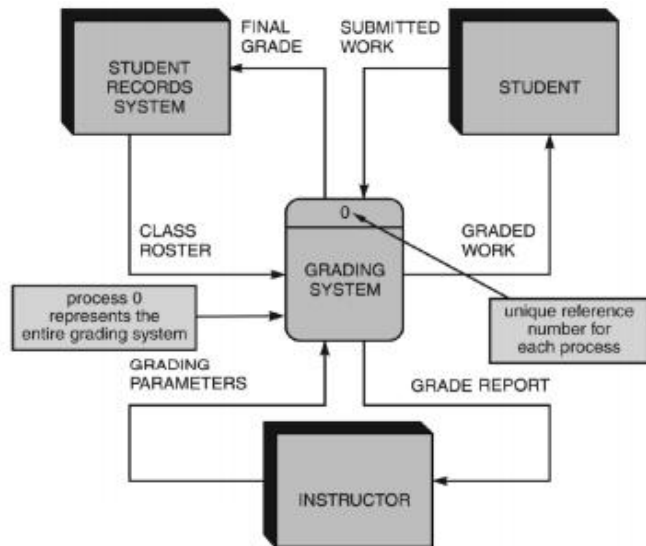 FINAL
GRADE
SUBMITTED
WORK
STUDENT
RECORDS
SYSTEM
STUDENT
0
CLASS
ROSTER
GRADED
WORK
GRADING
SYSTEM
process 0
represents the
entire grading system
unique reference
number for
each process
GRADING
PARAMETERS
GRADE REPORT
INSTRUCTOR